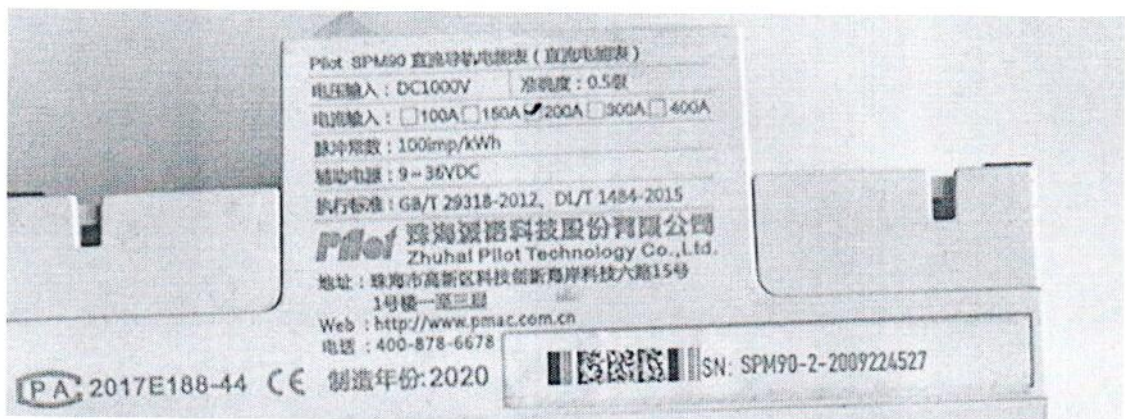 Pilot SPM90 直流导轨电能表（直流电能表）
电压输入：DC1000V 准确度：0.5级
电流输入：☐100A☐150A☑200A☐300A☐400A
脉冲常数：100imp/kWh
辅助电源：9~36VDC
执行标准：GB/T 29318-2012、DL/T 1484-2015
Pilot 珠海派诺科技股份有限公司
Zhuhai Pilot Technology Co.,Ltd.
地址：珠海市高新区科技创新海岸科技六路15号
1号楼一至三层
Web：http://www.pmac.com.cn
电话：400-878-6678
PA 2017E188-44 CE 制造年份:2020
SN: SPM90-2-2009224527